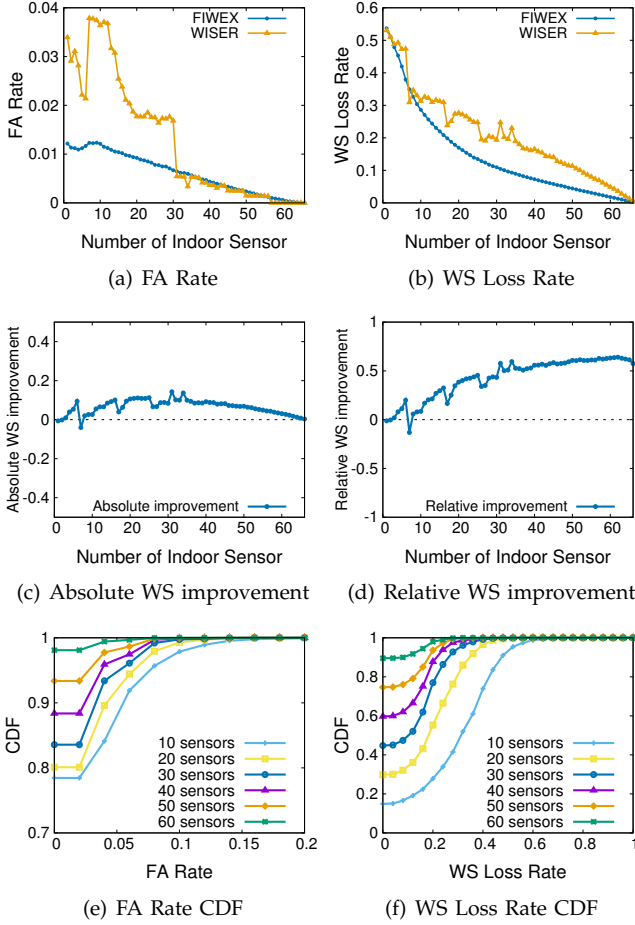 FIWEX
WISER
0.04
0.03
0.02
0.01
0
FA Rate
0 10 20 30 40 50 60
Number of Indoor Sensor
(a) FA Rate
FIWEX
WISER
0.6
0.5
0.4
0.3
0.2
0.1
0
WS Loss Rate
0 10 20 30 40 50 60
Number of Indoor Sensor
(b) WS Loss Rate
0.4
0.2
0
-0.2
-0.4
Absolute WS improvement
Absolute improvement
0 10 20 30 40 50 60
Number of Indoor Sensor
(c) Absolute WS improvement
1
0.5
0
-0.5
-1
Relative WS improvement
Relative improvement
0 10 20 30 40 50 60
Number of Indoor Sensor
(d) Relative WS improvement
1
0.9
0.8
0.7
CDF
10 sensors
20 sensors
30 sensors
40 sensors
50 sensors
60 sensors
0 0.05 0.1 0.15 0.2
FA Rate
(e) FA Rate CDF
1
0.8
0.6
0.4
0.2
0
CDF
10 sensors
20 sensors
30 sensors
40 sensors
50 sensors
60 sensors
0 0.2 0.4 0.6 0.8 1
WS Loss Rate
(f) WS Loss Rate CDF